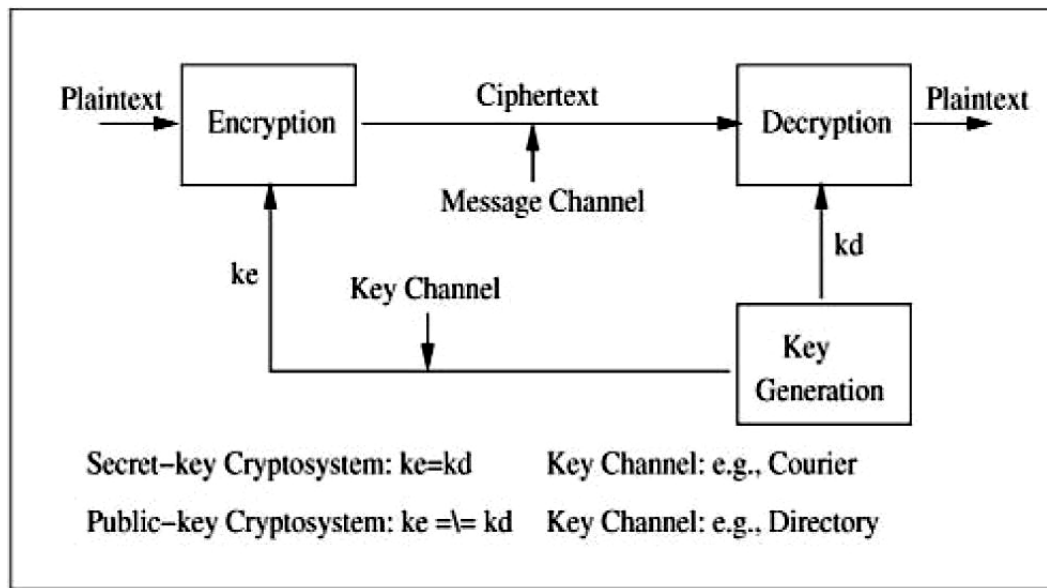 Plaintext
Encryption
Ciphertext
Decryption
Plaintext
Message Channel
ke
Key Channel
kd
Key
Generation
Secret-key Cryptosystem: ke=kd
Key Channel: e.g., Courier
Public-key Cryptosystem: ke =\= kd
Key Channel: e.g., Directory